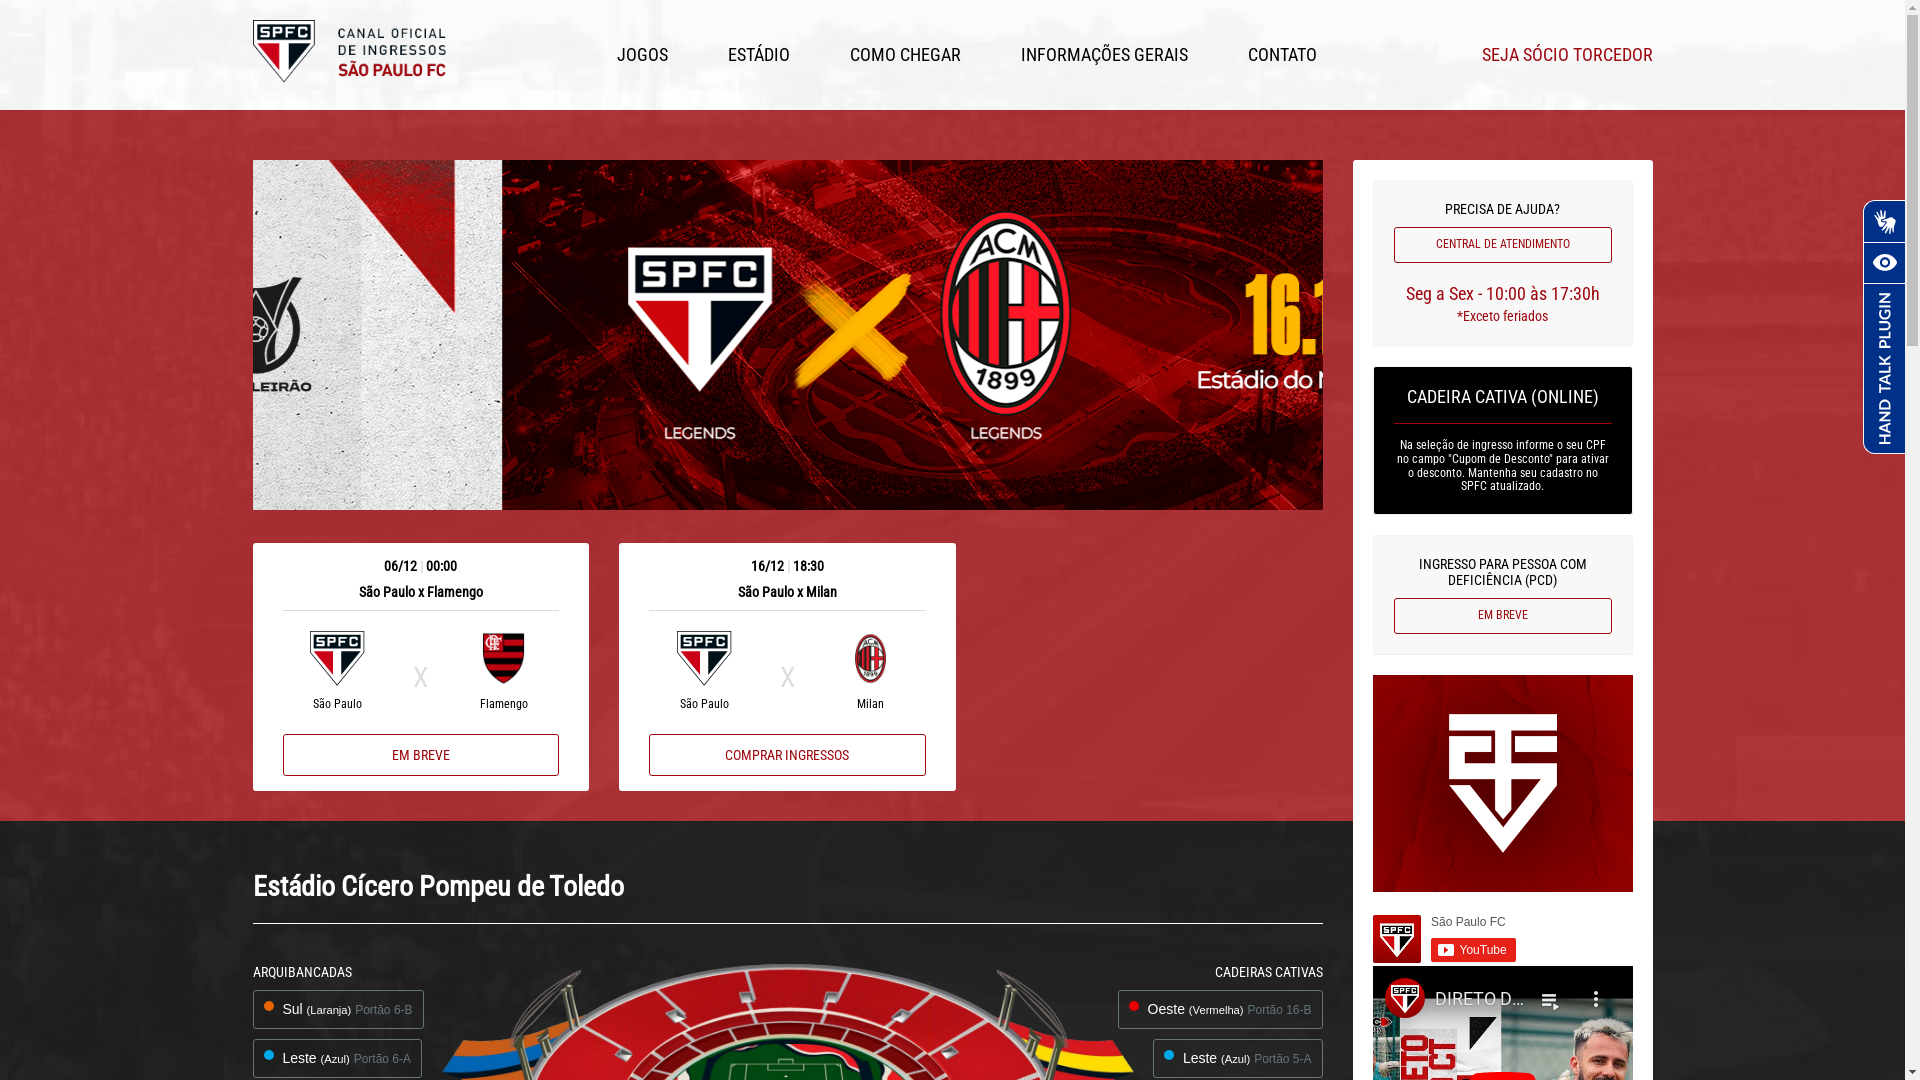 SPFC
CANAL OFICIAL
DE INGRESSOS
SÃO PAULO FC
JOGOS
ESTÁDIO
COMO CHEGAR
INFORMAÇÕES GERAIS
CONTATO
SEJA SÓCIO TORCEDOR
LEIRÃO
SPFC
LEGENDS
ACM
1899
LEGENDS
16.1
Estádio do M
PRECISA DE AJUDA?
CENTRAL DE ATENDIMENTO
Seg a Sex - 10:00 às 17:30h
*Exceto feriados
CADEIRA CATIVA (ONLINE)
Na seleção de ingresso informe o seu CPF
no campo "Cupom de Desconto" para ativar
o desconto. Mantenha seu cadastro no
SPFC atualizado.
INGRESSO PARA PESSOA COM
DEFICIÊNCIA (PCD)
EM BREVE
HAND TALK PLUGIN
06/12 | 00:00
São Paulo x Flamengo
SPFC
X
São Paulo
Flamengo
EM BREVE
16/12 | 18:30
São Paulo x Milan
SPFC
X
São Paulo
Milan
COMPRAR INGRESSOS
Estádio Cícero Pompeu de Toledo
ARQUIBANCADAS
Sul (Laranja) Portão 6-B
Leste (Azul) Portão 6-A
CADEIRAS CATIVAS
Oeste (Vermelha) Portão 16-B
Leste (Azul) Portão 5-A
SPFC
São Paulo FC
YouTube
SPFC
DIRETO D...